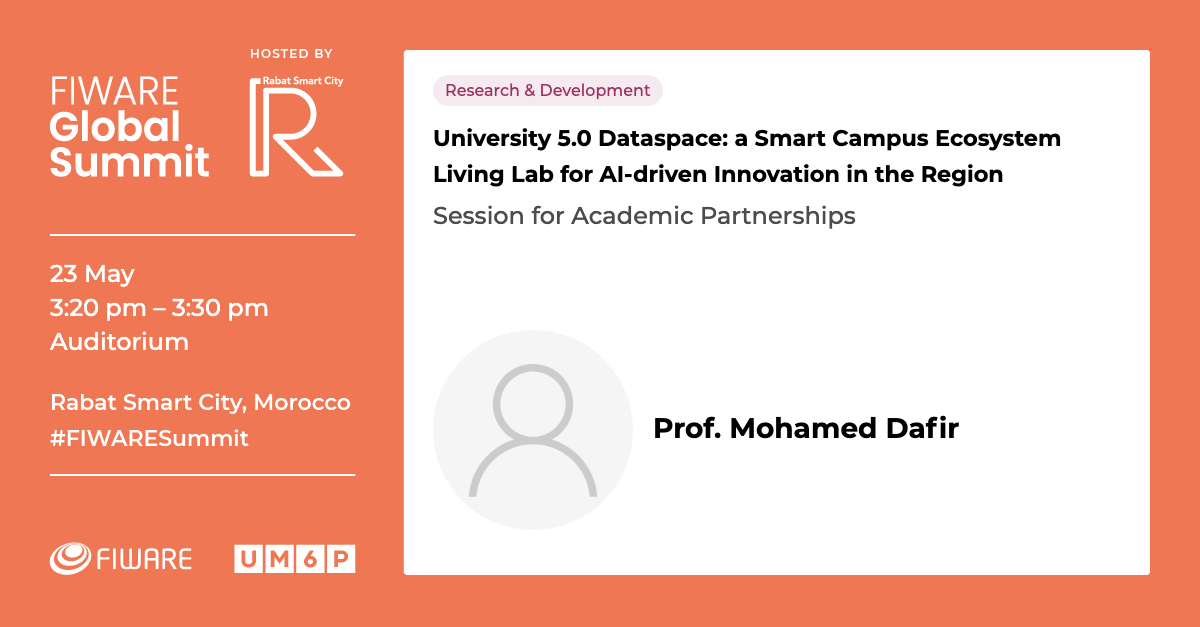 HOSTED BY
FIWARE
Global
Summit
Rabat Smart City
R
23 May
3:20 pm – 3:30 pm
Auditorium
Rabat Smart City, Morocco
#FIWARESummit
FIWARE
UM6P
Research & Development
University 5.0 Dataspace: a Smart Campus Ecosystem
Living Lab for AI-driven Innovation in the Region
Session for Academic Partnerships
Prof. Mohamed Dafir